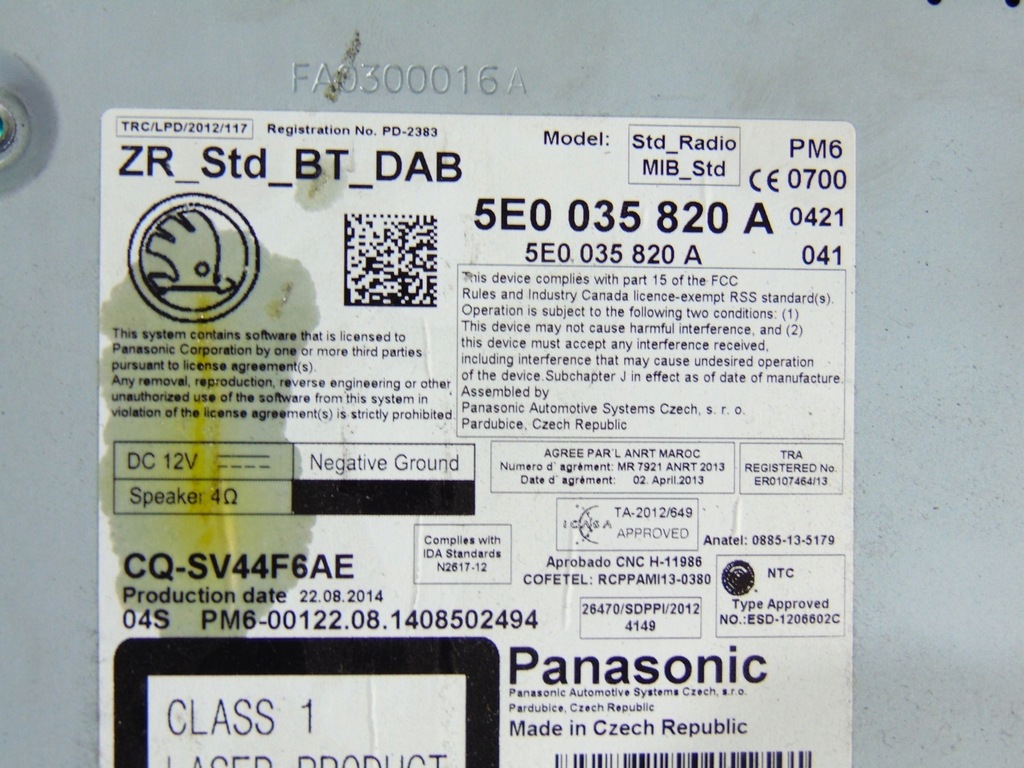 FA0300016A
TRC/LPD/2012/117 Registration No. PD-2383
ZR_Std_BT_DAB
Model: Std_Radio
MIB_Std
PM6
CE 0700
5E0 035 820 A 0421
5E0 035 820 A 041
This system contains software that is licensed to
Panasonic Corporation by one or more third parties
pursuant to license agreement(s).
Any removal, reproduction, reverse engineering or other
unauthorized use of the software from this system in
violation of the license agreement(s) is strictly prohibited.
This device complies with part 15 of the FCC
Rules and Industry Canada licence-exempt RSS standard(s).
Operation is subject to the following two conditions: (1)
This device may not cause harmful interference, and (2)
this device must accept any interference received,
including interference that may cause undesired operation
of the device.Subchapter J in effect as of date of manufacture.
Assembled by
Panasonic Automotive Systems Czech, s. r. o.
Pardubice, Czech Republic
DC 12V Negative Ground
Speaker 4Ω
AGREE PAR'L ANRT MAROC
Numero d' agrément: MR 7921 ANRT 2013
Date d' agrément: 02. April.2013
TRA
REGISTERED No.
ER0107464/13
ICASA TA-2012/649
APPROVED
Anatel: 0885-13-5179
Complies with
IDA Standards
N2617-12
Aprobado CNC H-11986
COFETEL: RCPPAMI13-0380
NTC
Type Approved
NO.:ESD-1206602C
26470/SDPPI/2012
4149
CQ-SV44F6AE
Production date 22.08.2014
04S PM6-00122.08.1408502494
CLASS 1
LASER PRODUCT
Panasonic
Panasonic Automotive Systems Czech, s.r.o.
Pardubice, Czech Republic
Made in Czech Republic